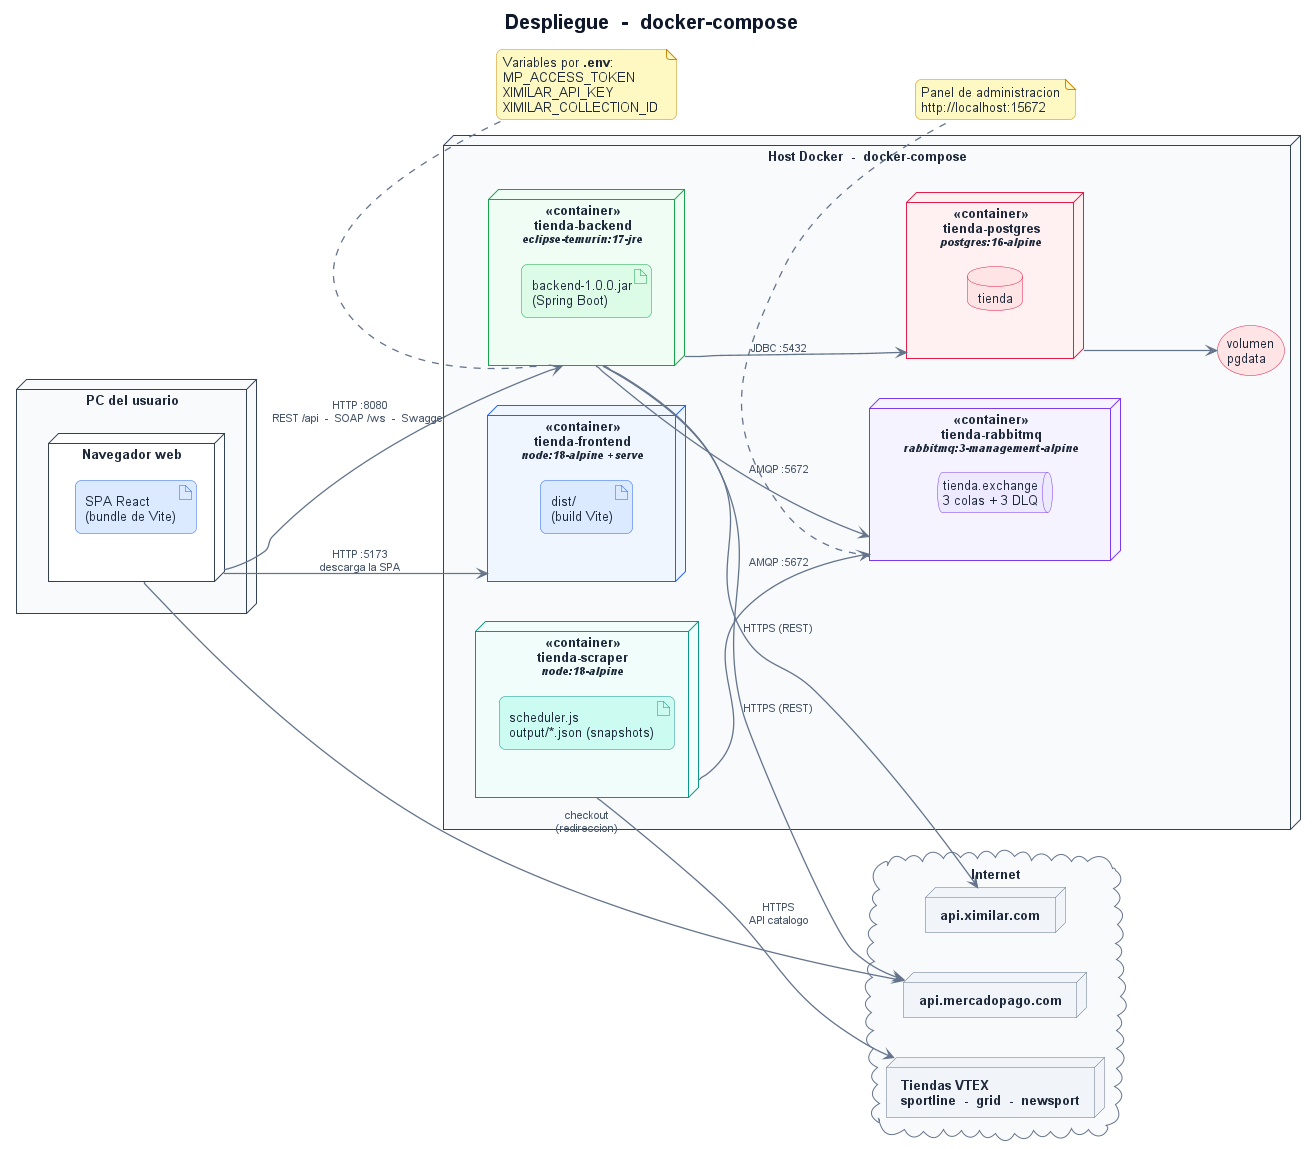 Despliegue - docker-compose
Variables por .env:
MP_ACCESS_TOKEN
XIMILAR_API_KEY
XIMILAR_COLLECTION_ID
Panel de administracion
http://localhost:15672
Host Docker - docker-compose
«container»
tienda-backend
eclipse-temurin:17-jre
backend-1.0.0.jar
(Spring Boot)
«container»
tienda-postgres
postgres:16-alpine
tienda
JDBC :5432
volumen
pgdata
PC del usuario
Navegador web
SPA React
(bundle de Vite)
HTTP :8080
REST /api - SOAP /ws - Swagge
«container»
tienda-frontend
node:18-alpine + serve
dist/
(build Vite)
«container»
tienda-rabbitmq
rabbitmq:3-management-alpine
tienda.exchange
3 colas + 3 DLQ
AMQP :5672
HTTP :5173
descarga la SPA
AMQP :5672
«container»
tienda-scraper
node:18-alpine
scheduler.js
output/*.json (snapshots)
HTTPS (REST)
HTTPS (REST)
checkout
(redireccion)
HTTPS
API catalogo
Internet
api.ximilar.com
api.mercadopago.com
Tiendas VTEX
sportline - grid - newsport